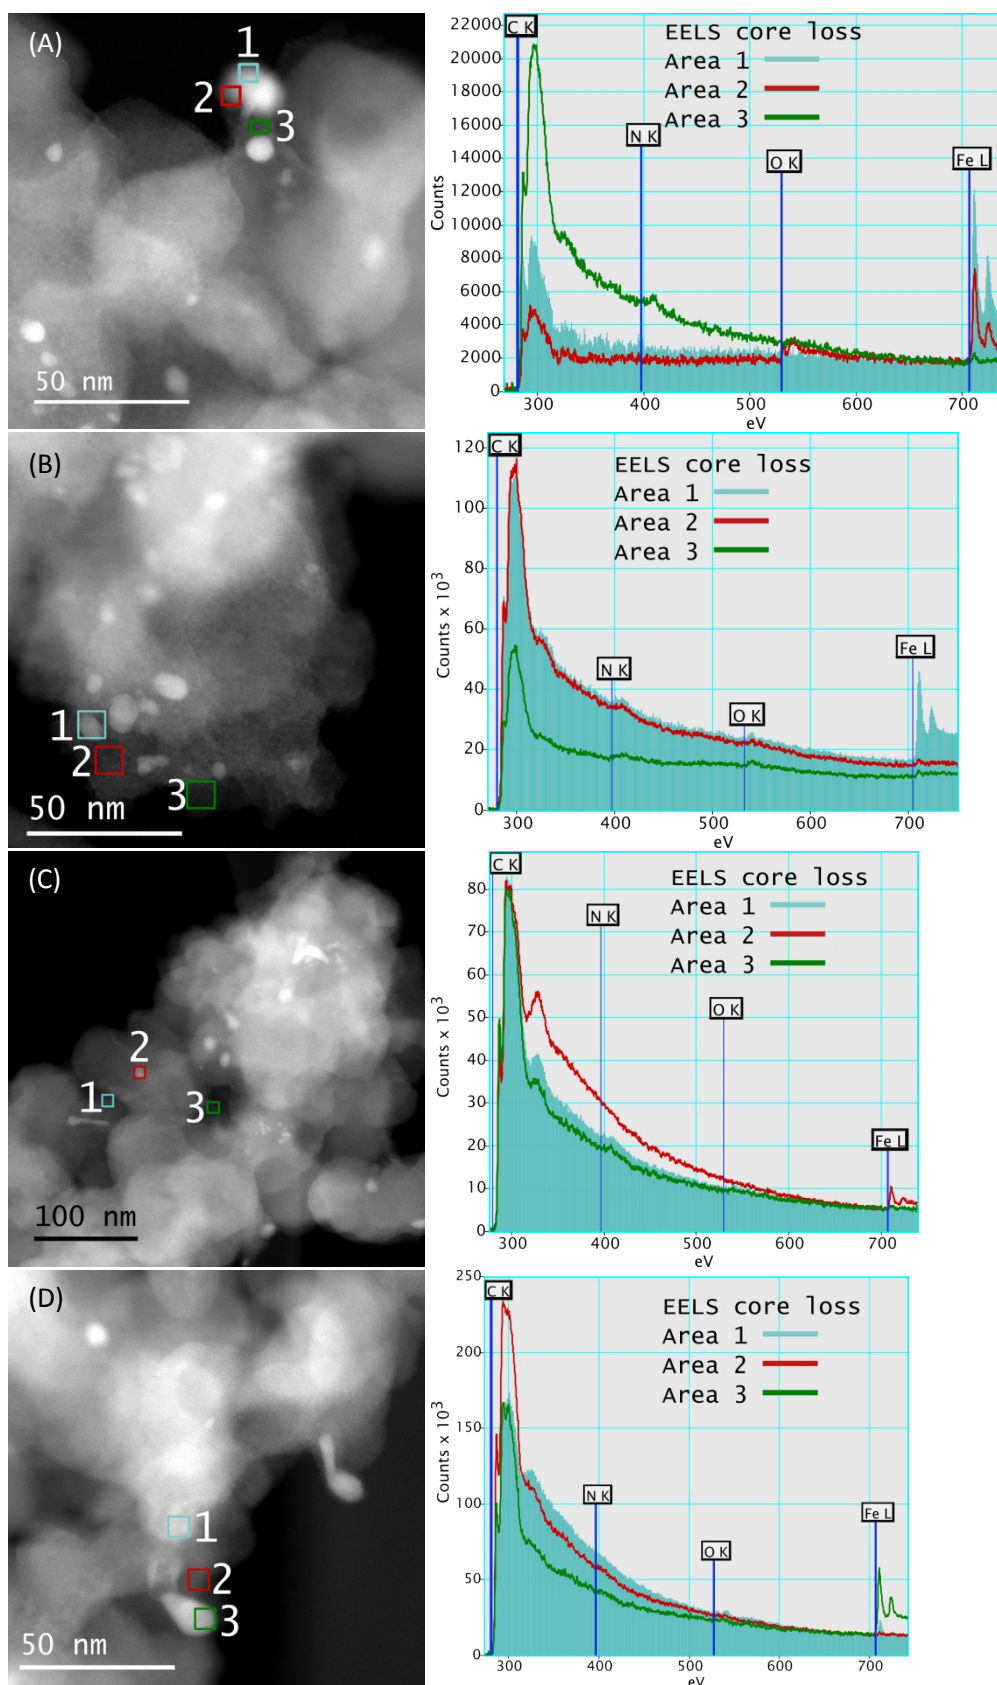 (A)
1
2
3
50 nm
C K
N K
O K
Fe L
EELS core loss
Area 1
Area 2
Area 3
Counts
22000
20000
18000
16000
14000
12000
10000
8000
6000
4000
2000
0
300 400 500 600 700
eV
(B)
1
2
3
50 nm
C K
N K
O K
Fe L
EELS core loss
Area 1
Area 2
Area 3
Counts x 10³
120
100
80
60
40
20
0
300 400 500 600 700
eV
(C)
2
1
3
100 nm
C K
N K
O K
Fe L
EELS core loss
Area 1
Area 2
Area 3
Counts x 10³
80
70
60
50
40
30
20
10
0
300 400 500 600 700
eV
(D)
1
2
3
50 nm
C K
N K
O K
Fe L
EELS core loss
Area 1
Area 2
Area 3
Counts x 10³
250
200
150
100
50
0
300 400 500 600 700
eV